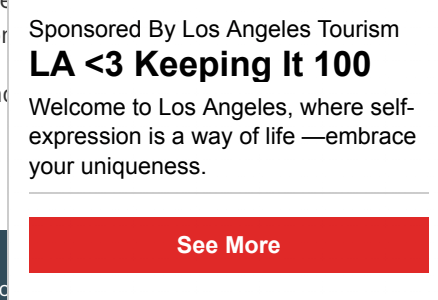 Sponsored By Los Angeles Tourism
LA <3 Keeping It 100
Welcome to Los Angeles, where self-
expression is a way of life —embrace
your uniqueness.
See More